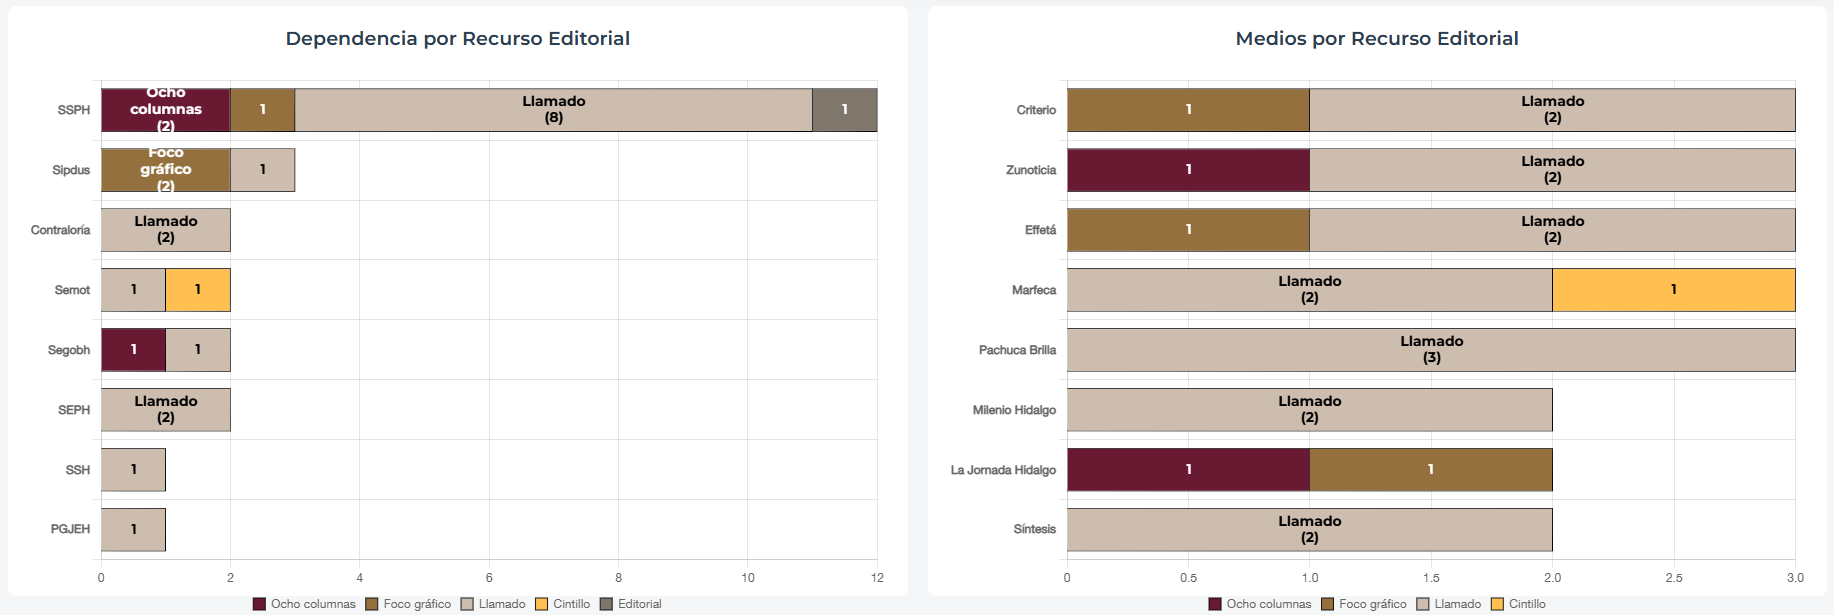 Dependencia por Recurso Editorial
SSPH
Ocho
columnas
(2)
1
Llamado
(8)
1
Sipdus
Foco
gráfico
(2)
1
Contraloría
Llamado
(2)
Semot
1
1
Segobh
1
1
SEPH
Llamado
(2)
SSH
1
PGJEH
1
0 2 4 6 8 10 12
Ocho columnas Foco gráfico Llamado Cintillo Editorial
Medios por Recurso Editorial
Criterio
1
Llamado
(2)
Zunoticia
1
Llamado
(2)
Effetá
1
Llamado
(2)
Marfeca
Llamado
(2)
1
Pachuca Brilla
Llamado
(3)
Milenio Hidalgo
Llamado
(2)
La Jornada Hidalgo
1
1
Síntesis
Llamado
(2)
0 0.5 1.0 1.5 2.0 2.5 3.0
Ocho columnas Foco gráfico Llamado Cintillo